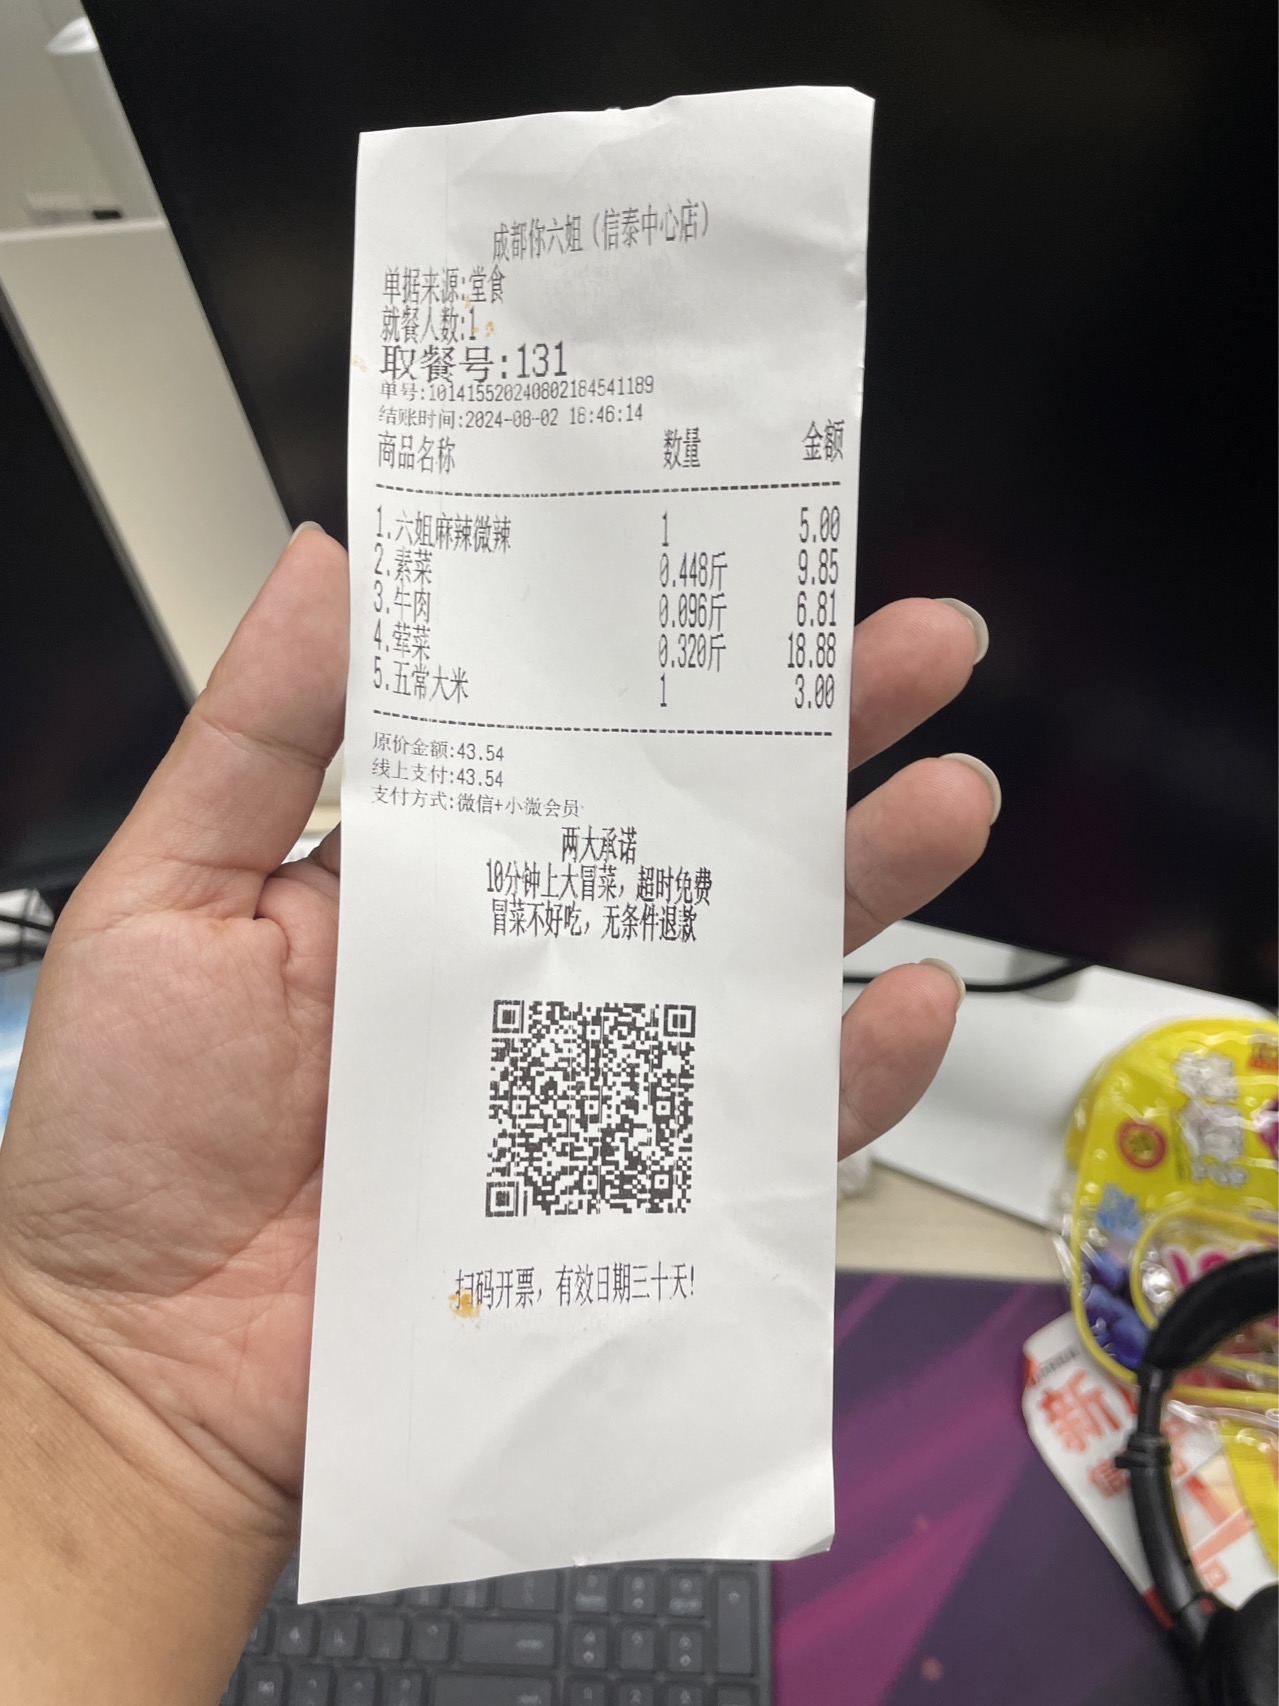 成都你六姐（信泰中心店）
单据来源:堂食
就餐人数:1
取餐号:131
单号:101415520240802184541189
结账时间:2024-08-02 18:46:14
商品名称 数量 金额
1.六姐麻辣微辣 1 5.00
2.素菜 0.448斤 9.85
3.牛肉 0.096斤 6.81
4.荤菜 0.320斤 18.88
5.五常大米 1 3.00
原价金额:43.54
线上支付:43.54
支付方式:微信+小微会员
两大承诺
10分钟上大冒菜，超时免费
冒菜不好吃，无条件退款
扫码开票，有效日期三十天!
新